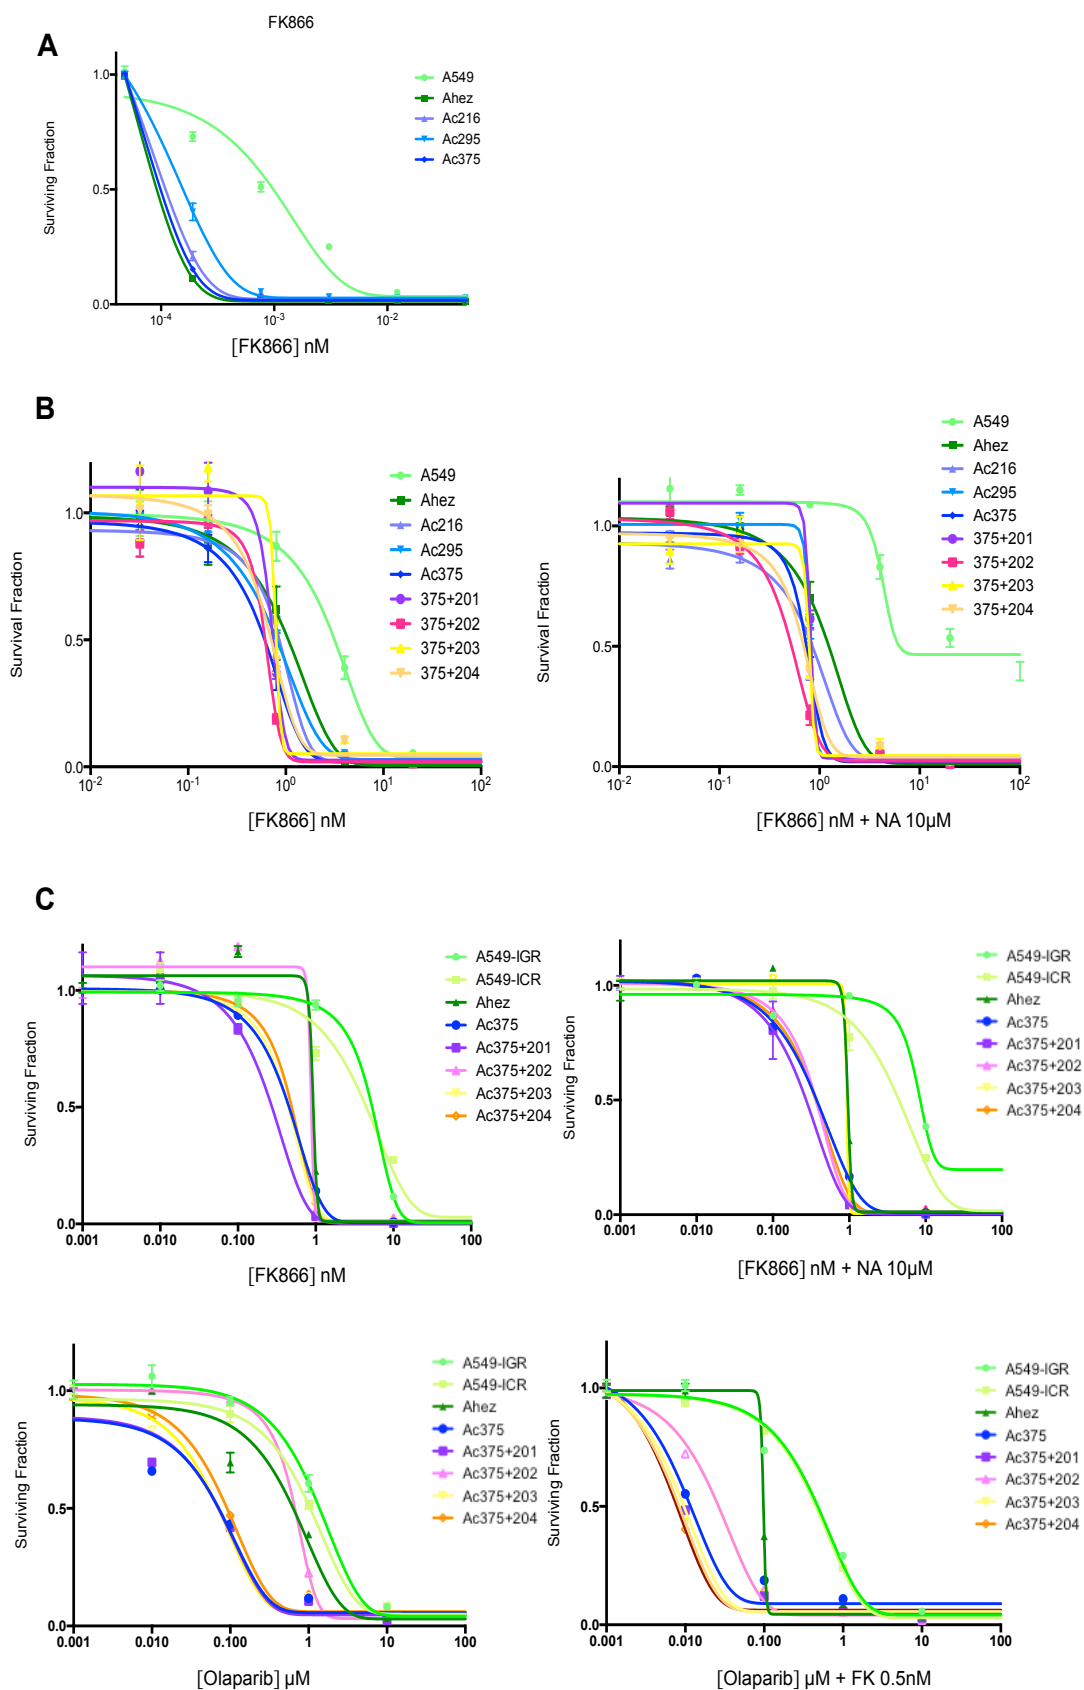 FK866
A
A549
Ahez
Ac216
Ac295
Ac375
Surviving Fraction
1.0
0.5
0.0
10-4
10-3
10-2
[FK866] nM
B
A549
Ahez
Ac216
Ac295
Ac375
375+201
375+202
375+203
375+204
Survival Fraction
1.0
0.5
0.0
10-2
10-1
100
101
102
[FK866] nM
A549
Ahez
Ac216
Ac295
Ac375
375+201
375+202
375+203
375+204
Survival Fraction
1.0
0.5
0.0
10-2
10-1
100
101
102
[FK866] nM + NA 10µM
C
A549-IGR
A549-ICR
Ahez
Ac375
Ac375+201
Ac375+202
Ac375+203
Ac375+204
Surviving Fraction
1.0
0.5
0.0
0.001
0.010
0.100
1
10
100
[FK866] nM
A549-IGR
A549-ICR
Ahez
Ac375
Ac375+201
Ac375+202
Ac375+203
Ac375+204
Surviving Fraction
1.0
0.5
0.0
0.001
0.010
0.100
1
10
100
[FK866] nM + NA 10µM
A549-IGR
A549-ICR
Ahez
Ac375
Ac375+201
Ac375+202
Ac375+203
Ac375+204
Surviving Fraction
1.0
0.5
0.0
0.001
0.010
0.100
1
10
100
[Olaparib] µM
A549-IGR
A549-ICR
Ahez
Ac375
Ac375+201
Ac375+202
Ac375+203
Ac375+204
Surviving Fraction
1.0
0.5
0.0
0.001
0.010
0.100
1
10
100
[Olaparib] µM + FK 0.5nM